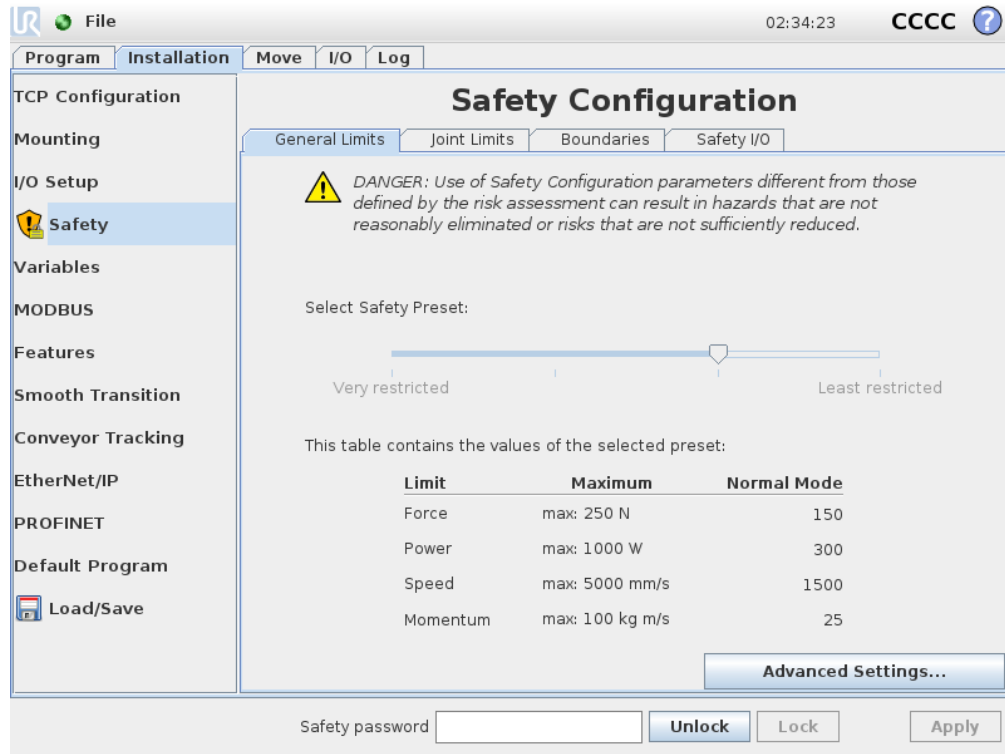 UR File 02:34:23 CCCC ?
Program Installation Move I/O Log
TCP Configuration
Mounting
I/O Setup
Safety
Variables
MODBUS
Features
Smooth Transition
Conveyor Tracking
EtherNet/IP
PROFINET
Default Program
Load/Save
Safety Configuration
General Limits Joint Limits Boundaries Safety I/O
DANGER: Use of Safety Configuration parameters different from those
defined by the risk assessment can result in hazards that are not
reasonably eliminated or risks that are not sufficiently reduced.
Select Safety Preset:
Very restricted Least restricted
This table contains the values of the selected preset:
Limit Maximum Normal Mode
Force max: 250 N 150
Power max: 1000 W 300
Speed max: 5000 mm/s 1500
Momentum max: 100 kg m/s 25
Advanced Settings...
Safety password Unlock Lock Apply